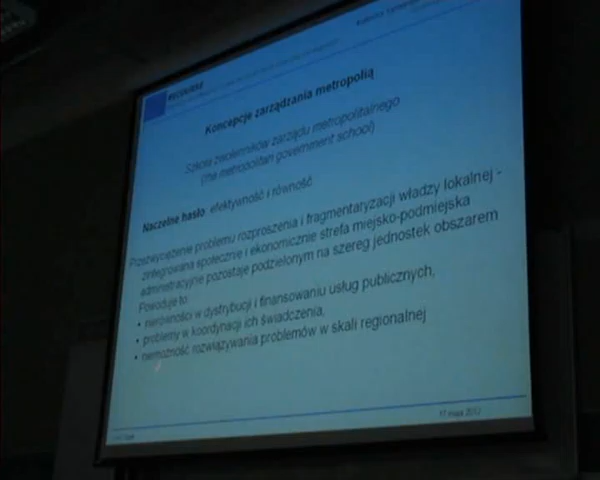 Koncepcje zarządzania metropolią
Szkoła zwolenników zarządu metropolitalnego
(the metropolitan government school)
Naczelne hasło: efektywność i równość
Przezwyciężenie problemu rozproszenia i fragmentaryzacji władzy lokalnej -
zintegrowana społecznie i ekonomicznie strefa miejsko-podmiejska
administracyjne pozostaje podzielonym na szereg jednostek obszarem
Powoduje to:
• nierówności w dystrybucji i finansowaniu usług publicznych,
• problemy w koordynacji ich świadczenia,
• niemożność rozwiązywania problemów w skali regionalnej
17 maja 2012